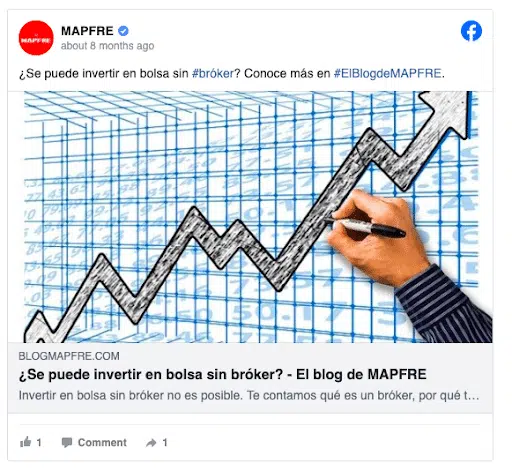 MAPFRE
MAPFRE
about 8 months ago
¿Se puede invertir en bolsa sin #bróker? Conoce más en #ElBlogdeMAPFRE.
BLOGMAPFRE.COM
¿Se puede invertir en bolsa sin bróker? - El blog de MAPFRE
Invertir en bolsa sin bróker no es posible. Te contamos qué es un bróker, por qué t…
1
Comment
1